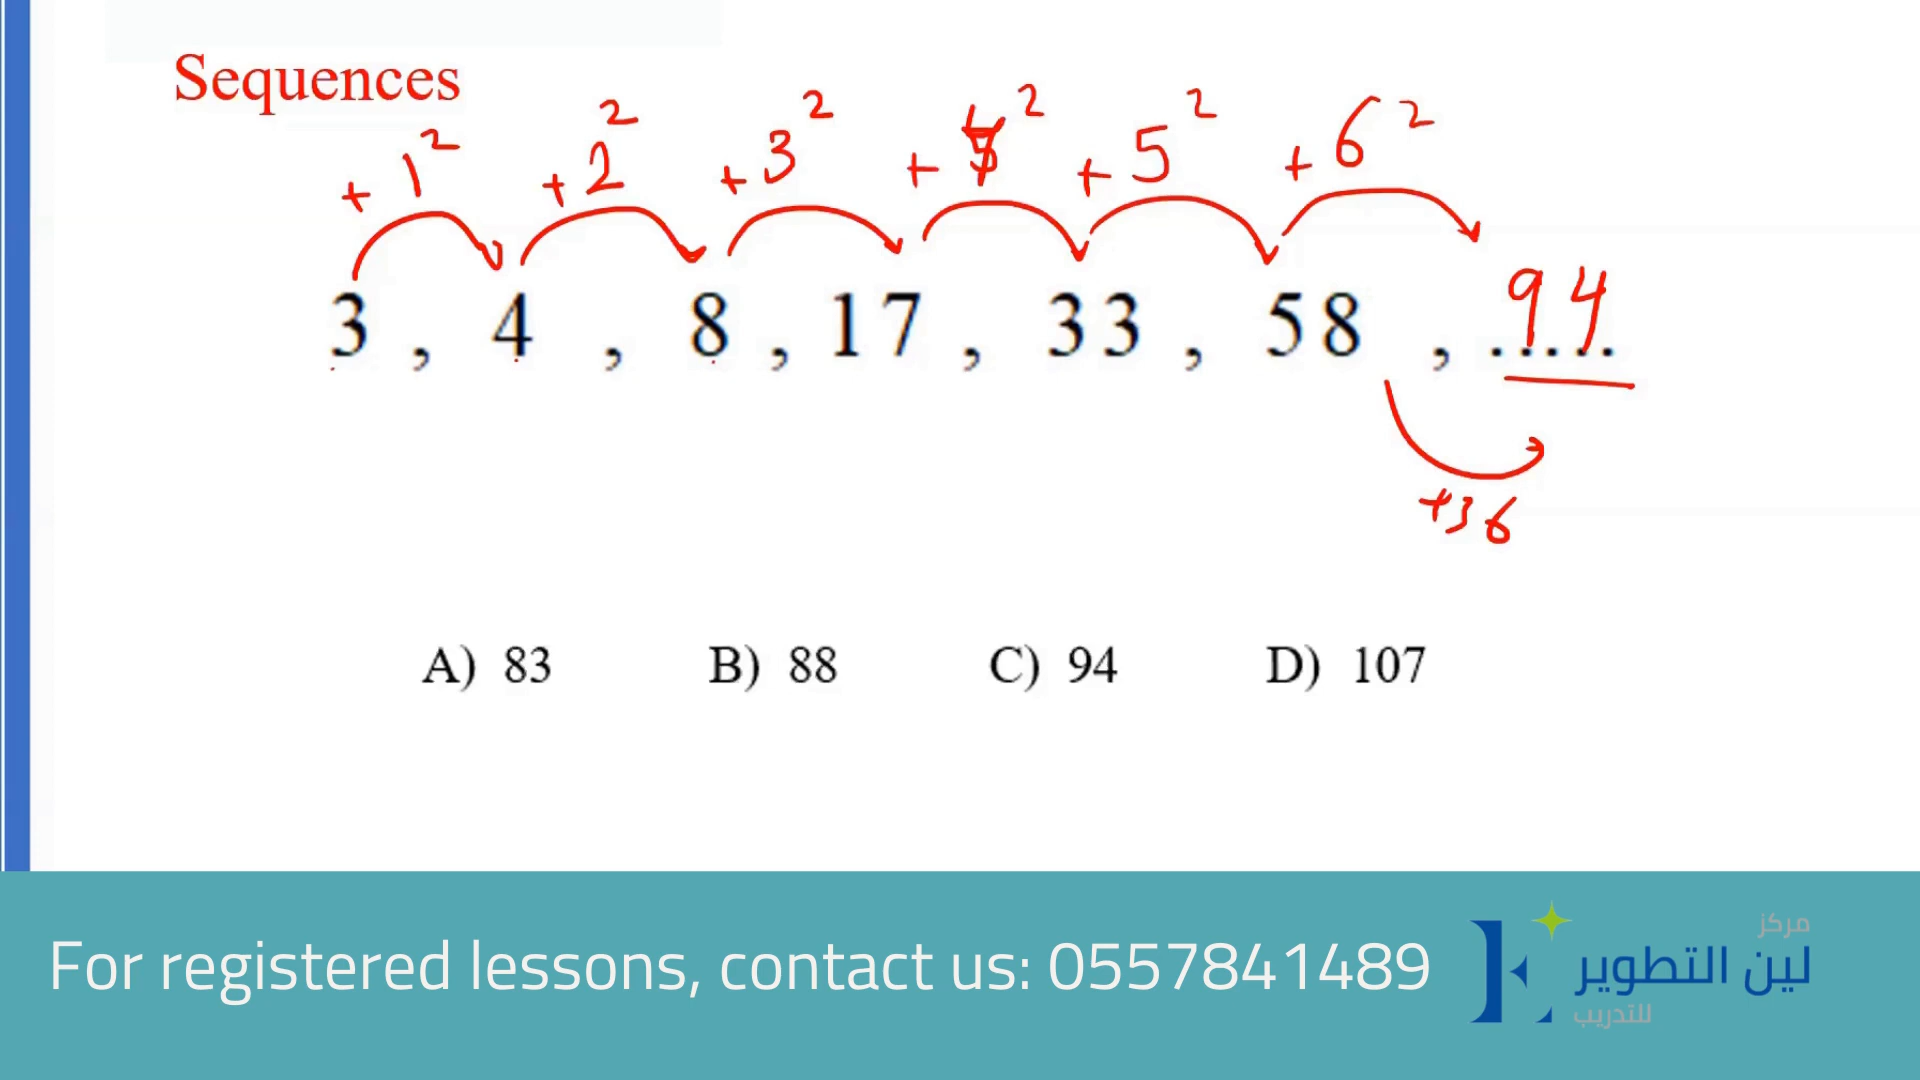 Sequences
+1² +2² +3² +4² +5² +6²
3 , 4 , 8 , 17 , 33 , 58 , ..... 94
+36
A) 83 B) 88 C) 94 D) 107
For registered lessons, contact us: 0557841489
مركز
لين التطوير
للتدريب